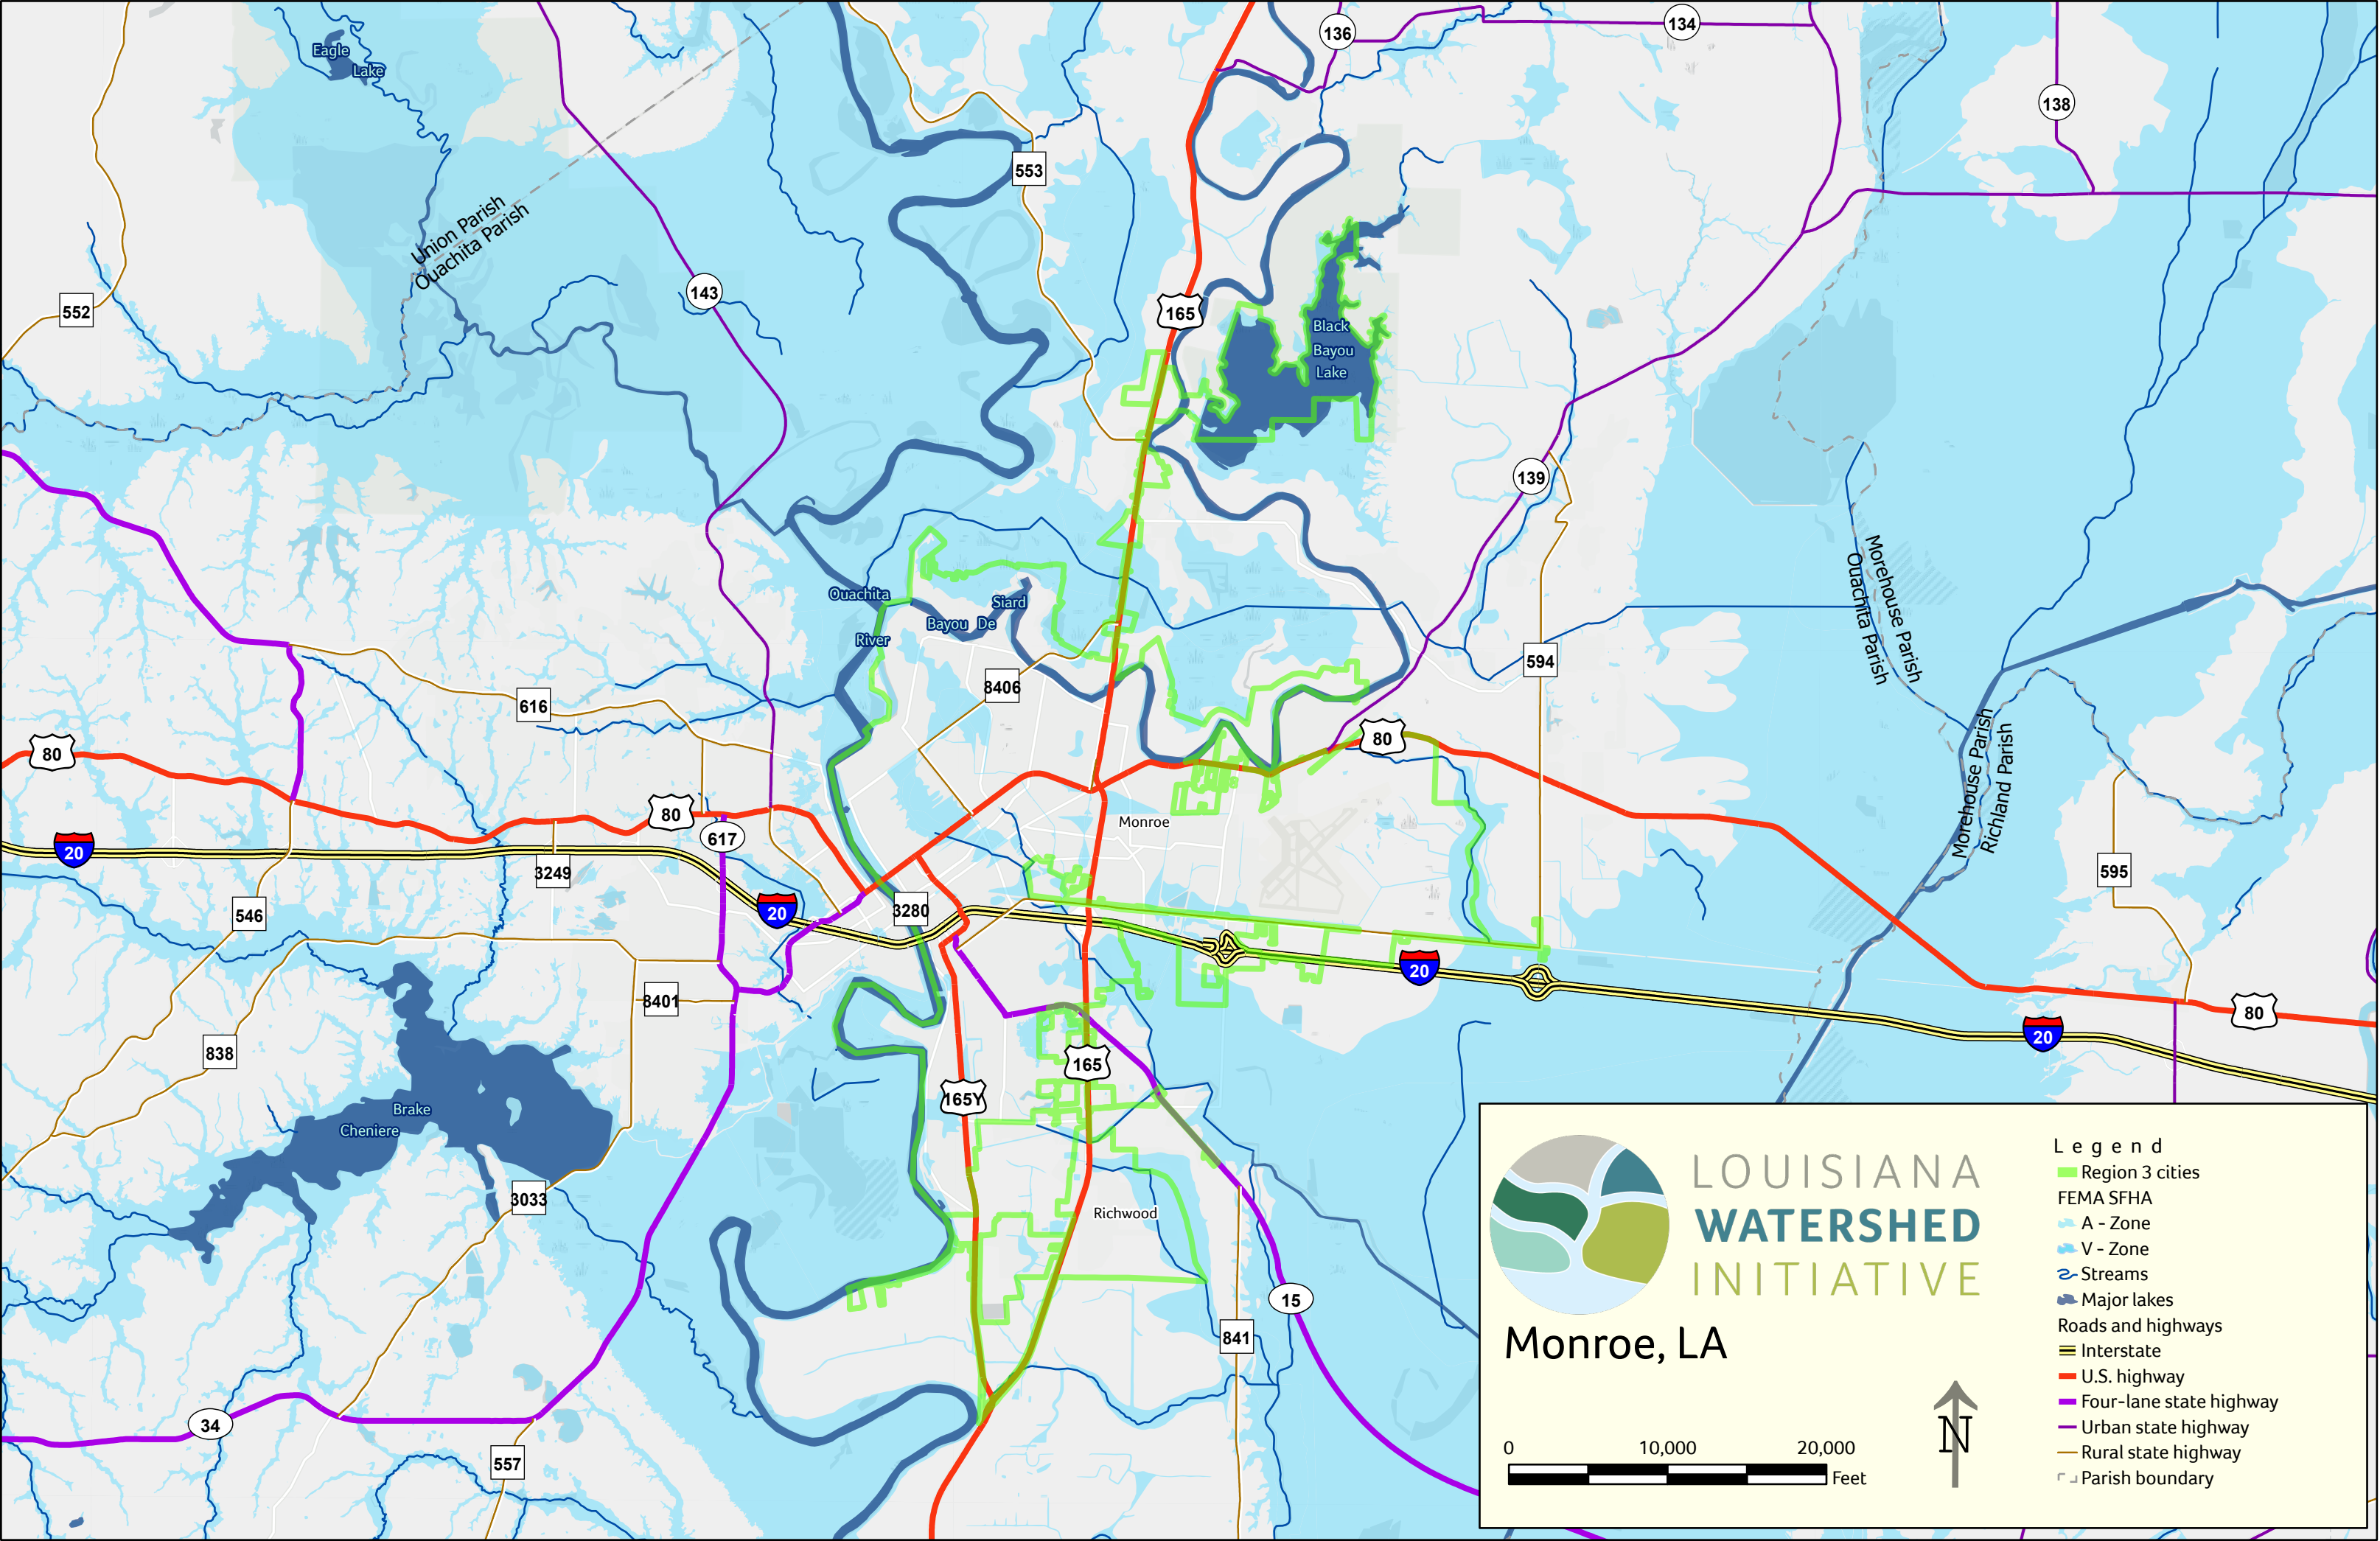 136
134
138
Eagle
Lake
553
Union Parish
Ouachita Parish
143
552
165
Black
Bayou
Lake
139
Morehouse Parish
Ouachita Parish
Ouachita
River
Siard
Bayou De
594
8406
616
80
80
80
Morehouse Parish
Richland Parish
Monroe
617
20
3249
595
546
20
3280
20
8401
80
20
838
165
165Y
Brake
Cheniere
3033
Richwood
15
841
34
557
LOUISIANA
WATERSHED
INITIATIVE
Monroe, LA
0 10,000 20,000
Feet
N
Legend
Region 3 cities
FEMA SFHA
A - Zone
V - Zone
Streams
Major lakes
Roads and highways
Interstate
U.S. highway
Four-lane state highway
Urban state highway
Rural state highway
Parish boundary